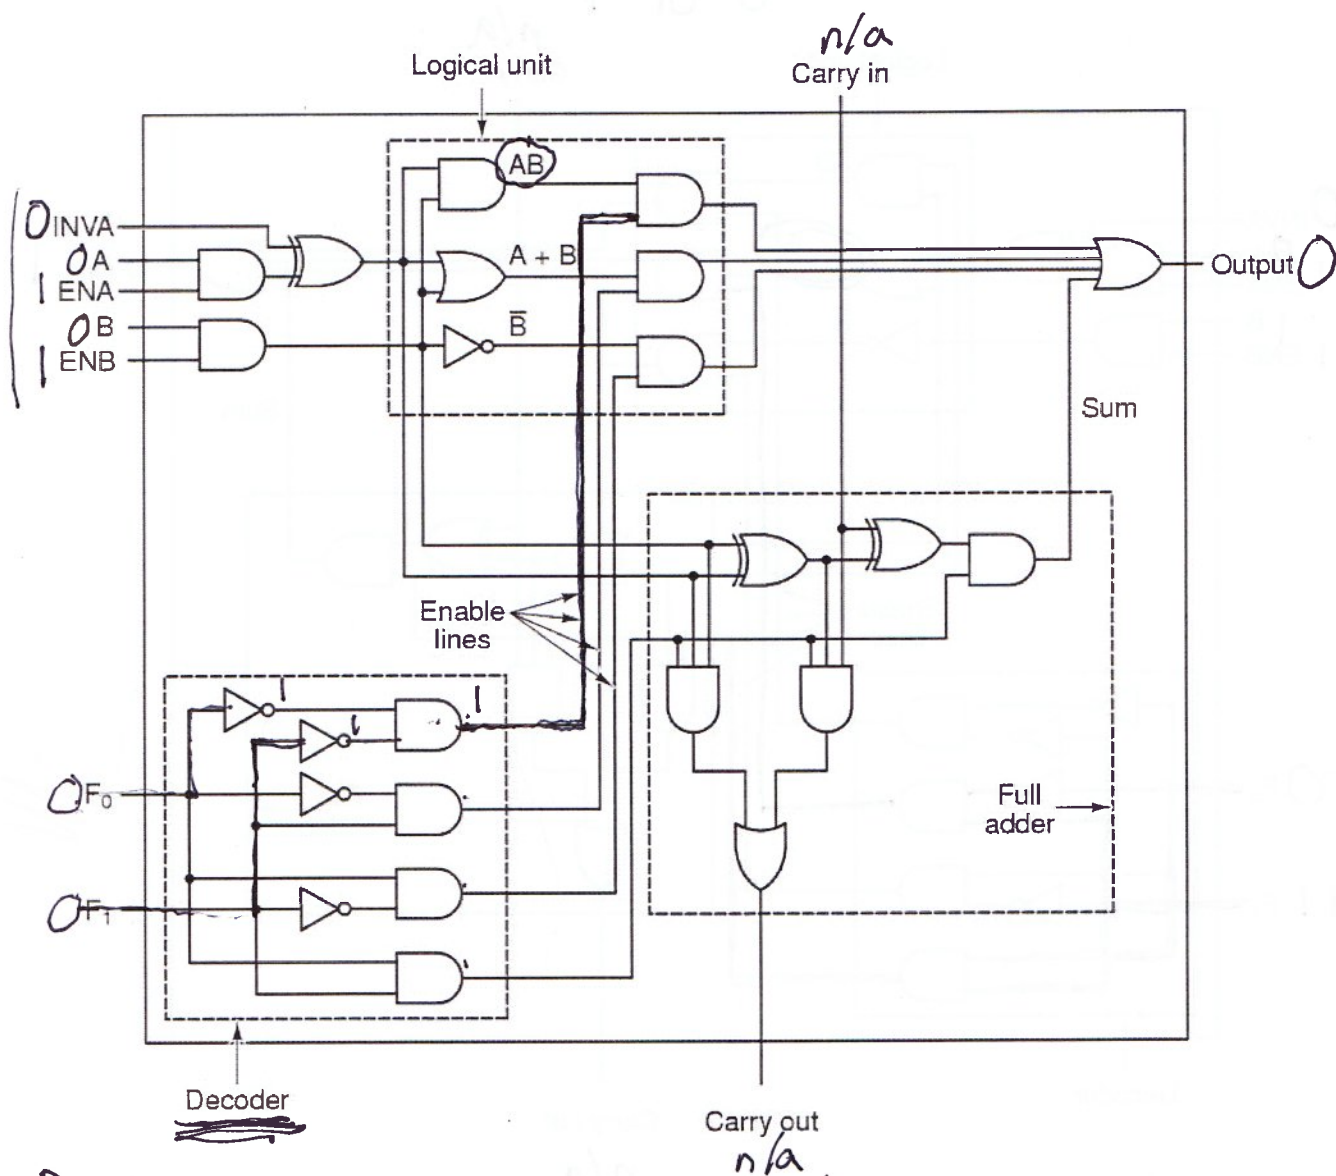 n/a
Logical unit
Carry in
AB
0 INVA
0 A
A + B
Output 0
1 ENA
0 B
B̅
1 ENB
Sum
Enable
lines
1
1
1
0 F₀
Full
adder
0 F₁
Decoder
Carry out
n/a